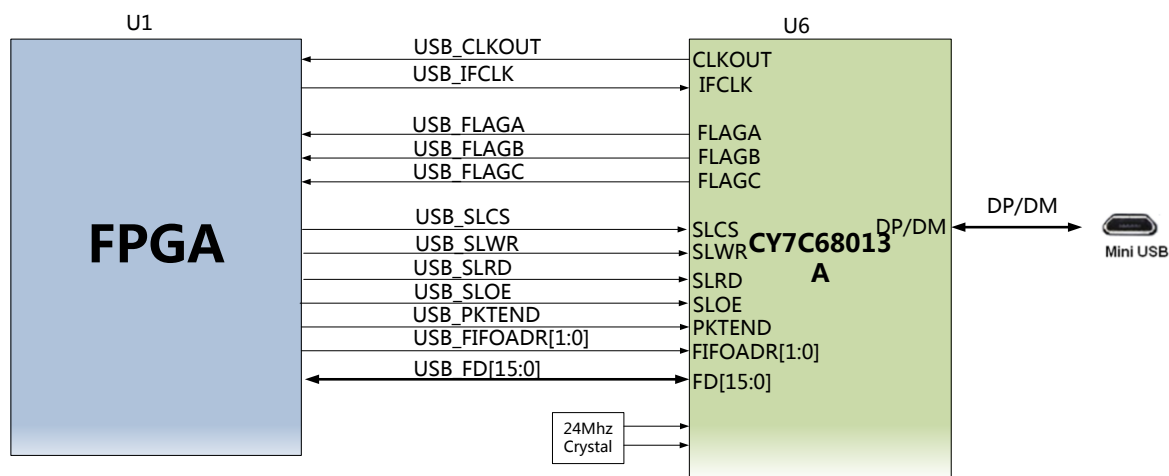 U1
U6
USB_CLKOUT
CLKOUT
USB_IFCLK
IFCLK
USB_FLAGA
FLAGA
USB_FLAGB
FLAGB
USB_FLAGC
FLAGC
FPGA
USB_SLCS
SLCS
USB_SLWR
SLWR
USB_SLRD
SLRD
USB_SLOE
SLOE
USB_PKTEND
PKTEND
USB_FIFOADR[1:0]
FIFOADR[1:0]
USB_FD[15:0]
FD[15:0]
CY7C68013
A
DP/DM
DP/DM
Mini USB
24Mhz
Crystal